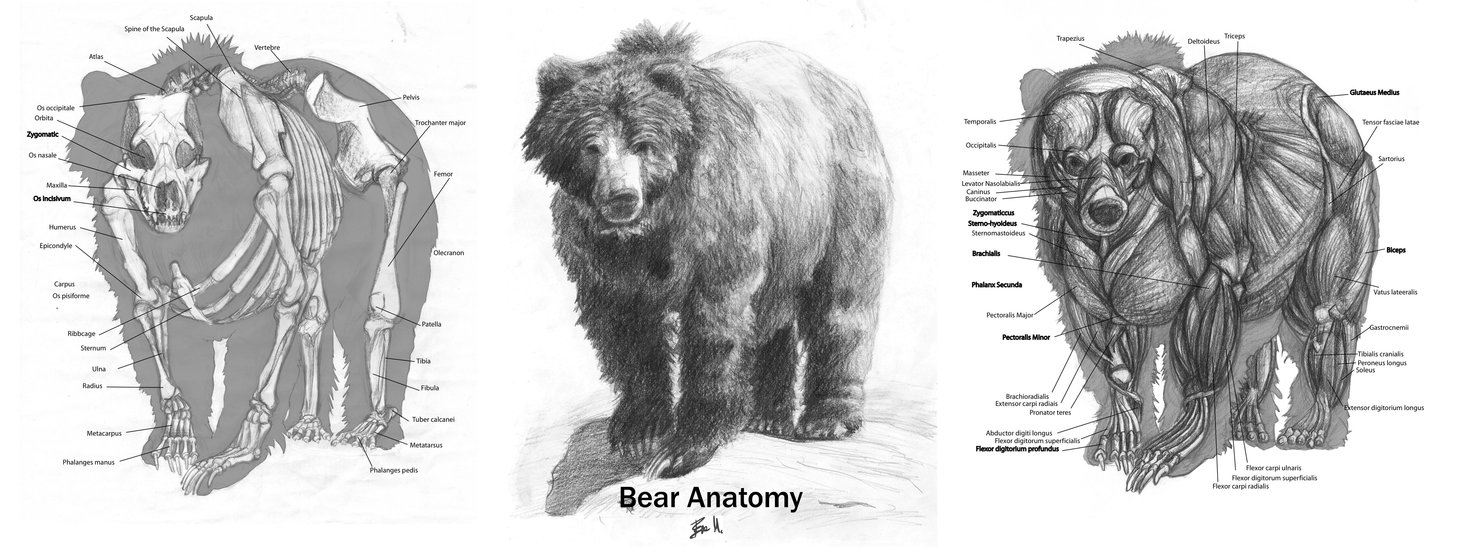 Scapula
Spine of the Scapula
Vertebre
Atlas
Pelvis
Os occipitale
Orbita
Trochanter major
Zygomatic
Os nasale
Femor
Maxilla
Os Incisivum
Humerus
Epicondyle
Olecranon
Carpus
Os pisiforme
Ribbcage
Patella
Sternum
Tibia
Ulna
Radius
Fibula
Tuber calcanei
Metacarpus
Metatarsus
Phalanges manus
Phalanges pedis
Bear Anatomy
Trapezius
Deltoideus
Triceps
Glutaeus Medius
Temporalis
Tensor fasciae latae
Occipitalis
Sartorius
Masseter
Levator Nasolabialis
Caninus
Buccinator
Zygomaticcus
Sterno-hyoideus
Sternomastoideus
Biceps
Brachialis
Phalanx Secunda
Vatus lateeralis
Pectoralis Major
Gastrocnemii
Pectoralis Minor
Tibialis cranialis
Peroneus longus
Soleus
Brachioradialis
Extensor carpi radiais
Pronator teres
Extensor digitorium longus
Abductor digiti longus
Flexor digitorum superficialis
Flexor digitorium profundus
Flexor carpi ulnaris
Flexor digitorum superficialis
Flexor carpi radialis